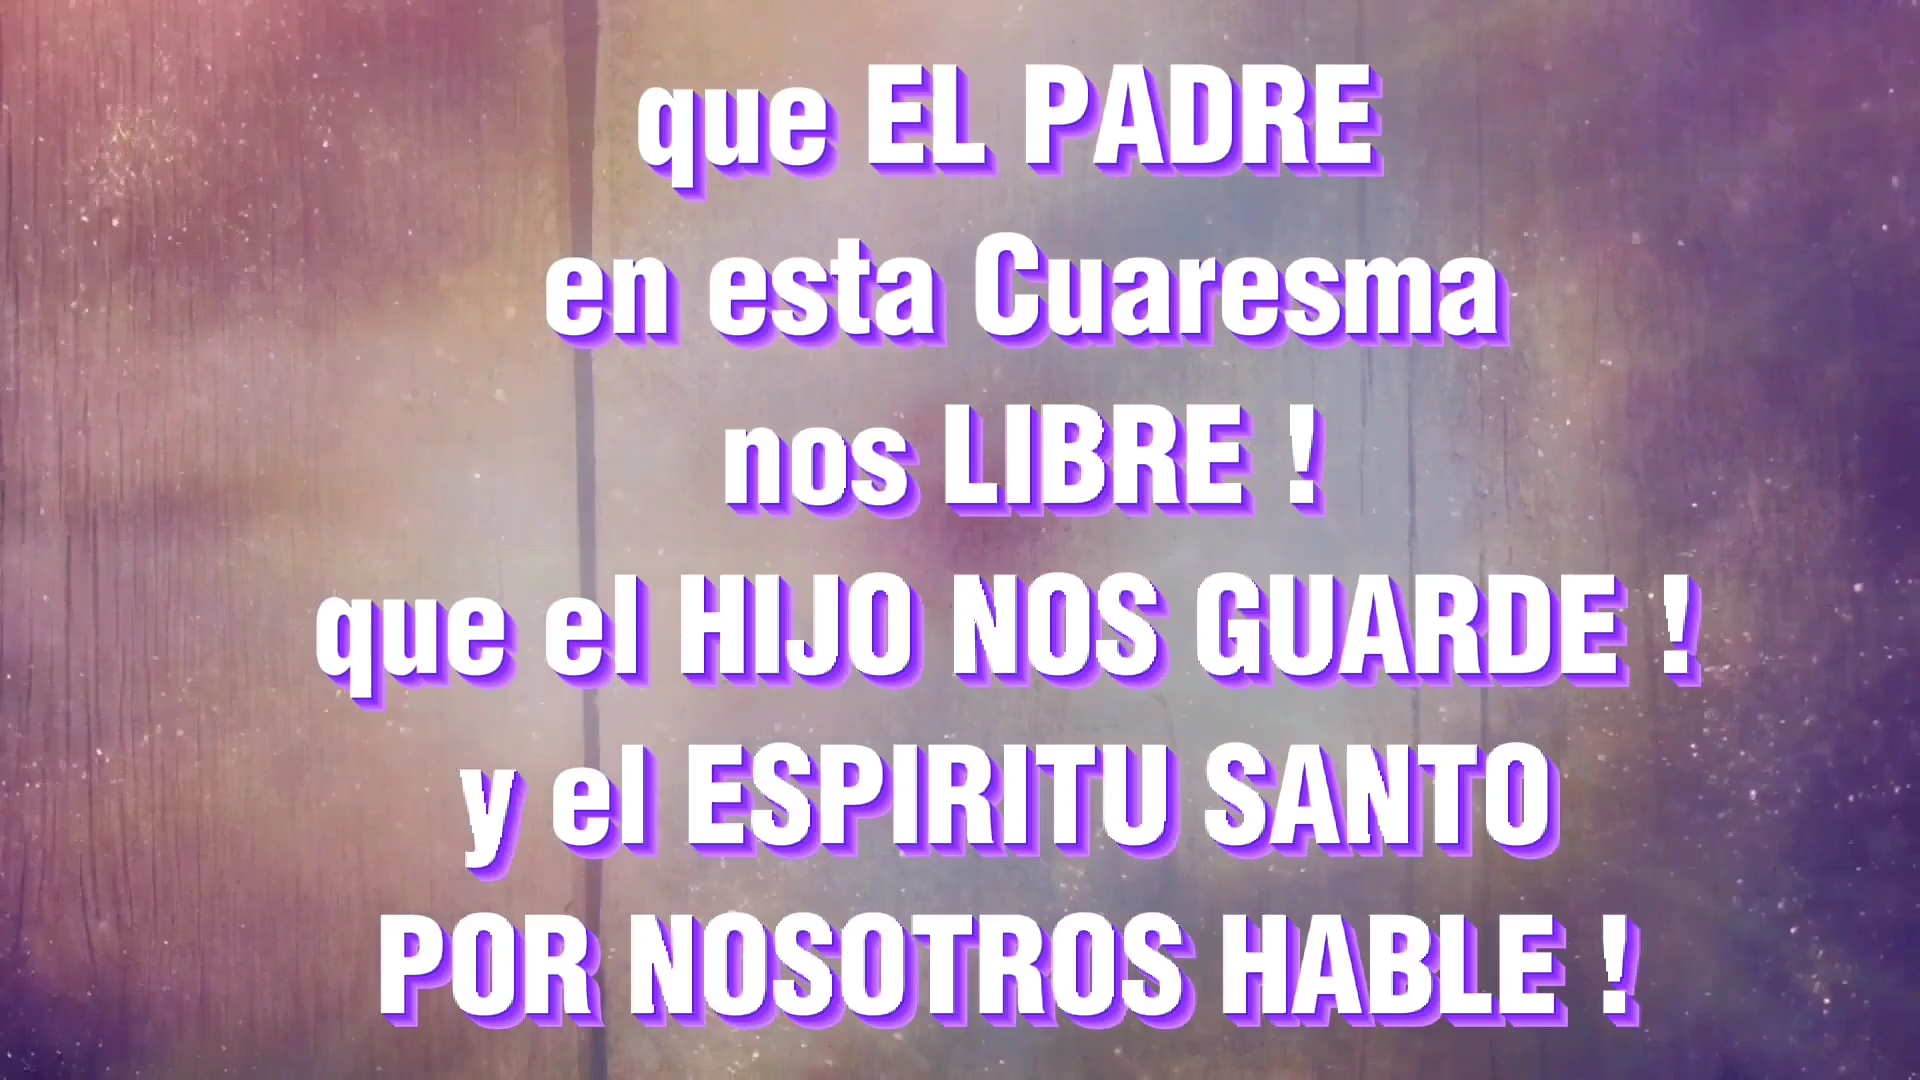 que EL PADRE
en esta Cuaresma
nos LIBRE !
que el HIJO NOS GUARDE !
y el ESPIRITU SANTO
POR NOSOTROS HABLE !